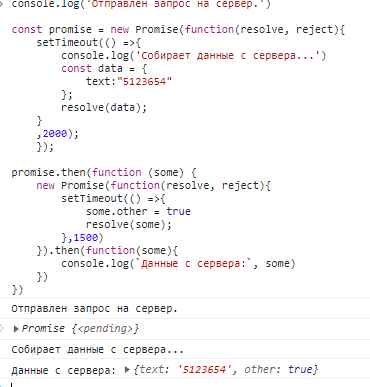 console.log('Отправлен запрос на сервер.')
const promise = new Promise(function(resolve, reject){
setTimeout(() =>{
console.log('Собирает данные с сервера...')
const data = {
text:"5123654"
};
resolve(data);
}
,2000);
});
promise.then(function (some) {
new Promise(function(resolve, reject){
setTimeout(() =>{
some.other = true
resolve(some);
},1500)
}).then(function(some){
console.log(`Данные с сервера:`, some)
})
})
Отправлен запрос на сервер.
Promise {<pending>}
Собирает данные с сервера...
Данные с сервера: {text: '5123654', other: true}